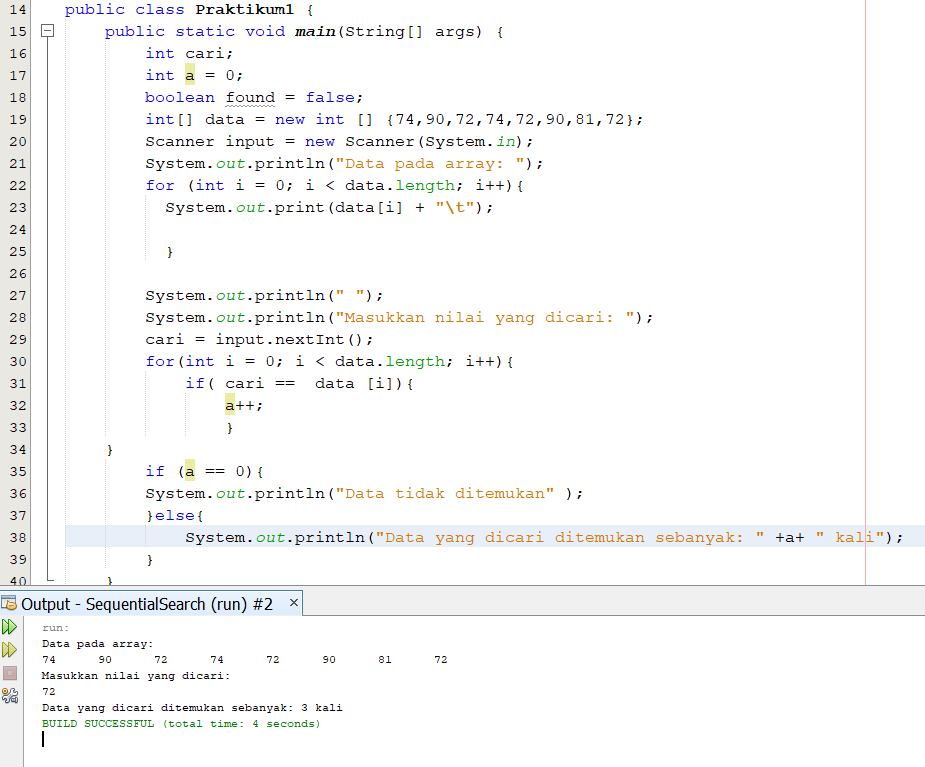 14 public class Praktikum1 {
15     public static void main(String[] args) {
16         int cari;
17         int a = 0;
18         boolean found = false;
19         int[] data = new int [] {74,90,72,74,72,90,81,72};
20         Scanner input = new Scanner(System.in);
21         System.out.println("Data pada array: ");
22         for (int i = 0; i < data.length; i++){
23           System.out.print(data[i] + "\t");
24
25           }
26
27         System.out.println(" ");
28         System.out.println("Masukkan nilai yang dicari: ");
29         cari = input.nextInt();
30         for(int i = 0; i < data.length; i++){
31             if( cari ==  data [i]){
32                 a++;
33                 }
34     }
35         if (a == 0){
36         System.out.println("Data tidak ditemukan" );
37         }else{
38             System.out.println("Data yang dicari ditemukan sebanyak: " +a+ " kali");
39         }
40     }
Output - SequentialSearch (run) #2 ×
run:
Data pada array:
74 90 72 74 72 90 81 72
Masukkan nilai yang dicari:
72
Data yang dicari ditemukan sebanyak: 3 kali
BUILD SUCCESSFUL (total time: 4 seconds)